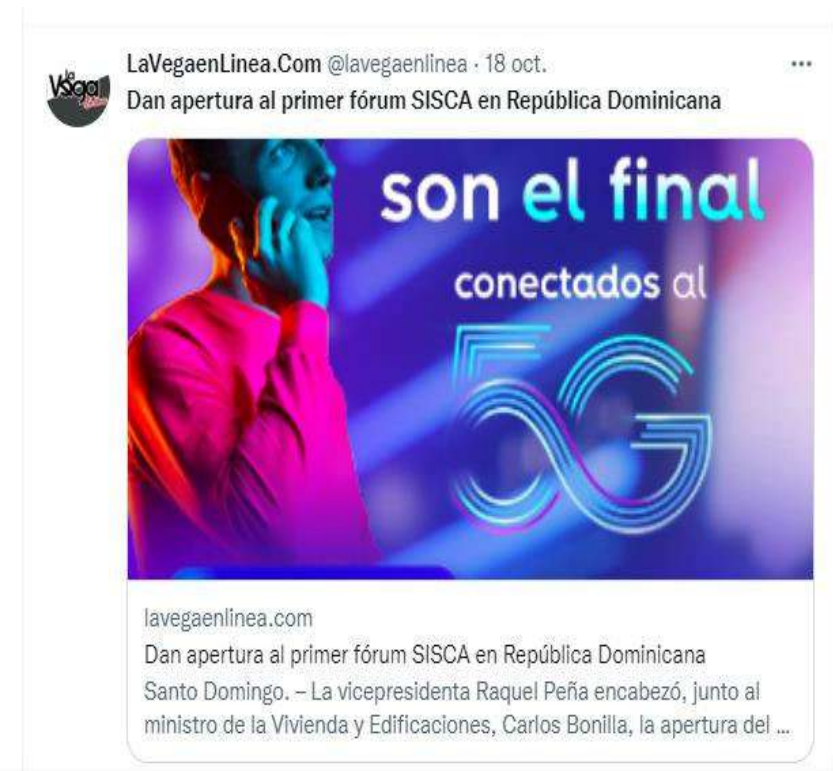 LaVegaenLinea.Com @lavegaenlinea · 18 oct.
la
Vega
Dan apertura al primer fórum SISCA en República Dominicana
son el final
conectados al
5G
lavegaenlinea.com
Dan apertura al primer fórum SISCA en República Dominicana
Santo Domingo. – La vicepresidenta Raquel Peña encabezó, junto al
ministro de la Vivienda y Edificaciones, Carlos Bonilla, la apertura del ...